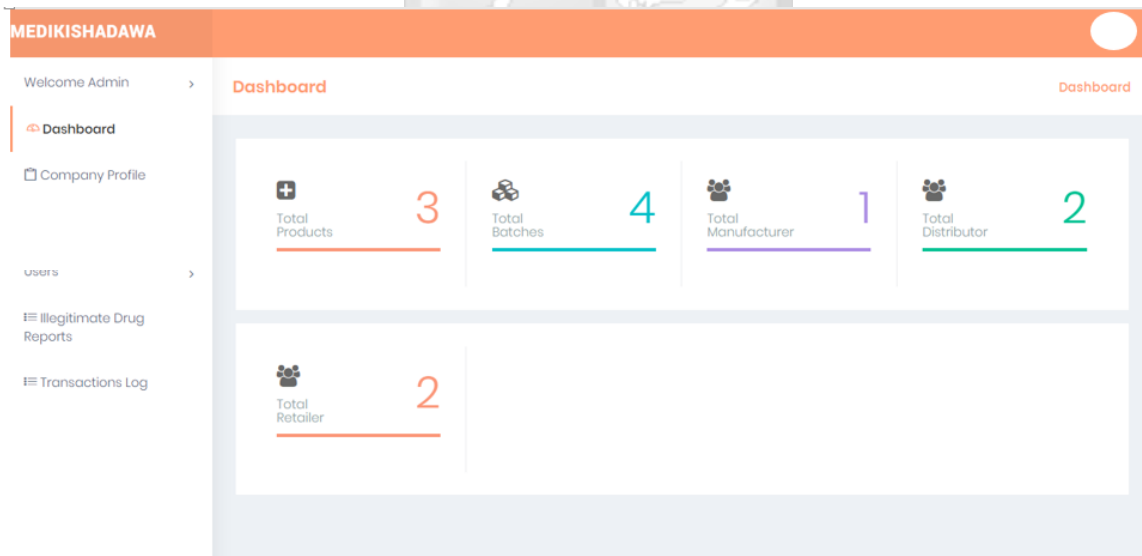 MEDIKISHADAWA
Welcome Admin
Dashboard
Company Profile
Users
Illegitimate Drug
Reports
Transactions Log
Dashboard
Dashboard
Total
Products
3
Total
Batches
4
Total
Manufacturer
1
Total
Distributor
2
Total
Retailer
2